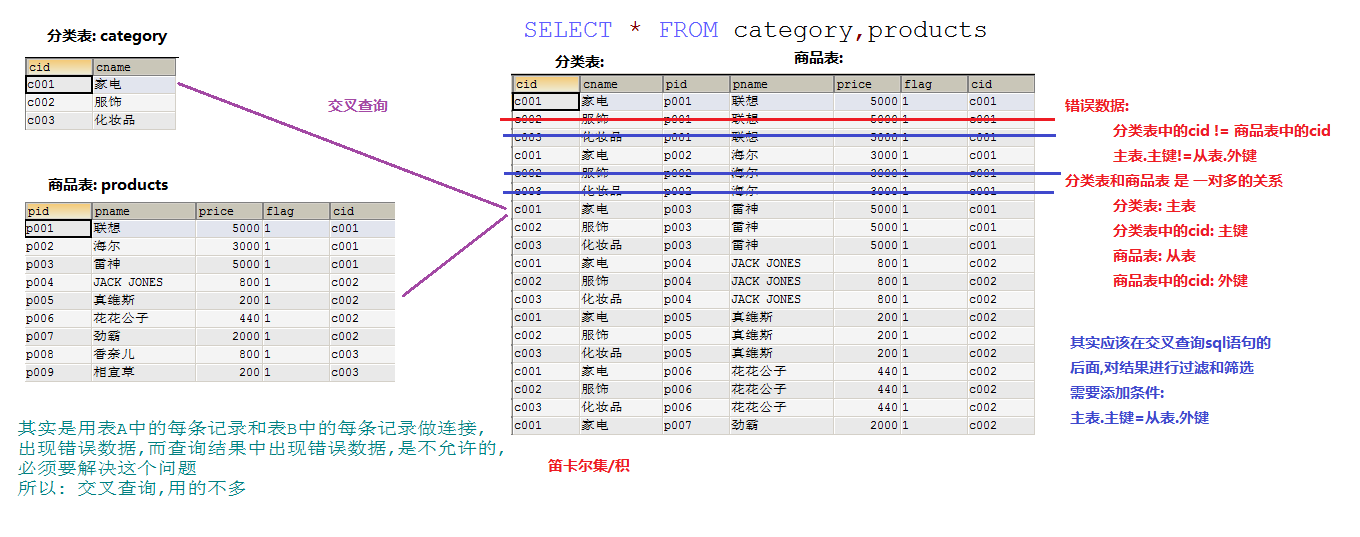 SELECT * FROM category,products
分类表: category
cid cname
c001 家电
c002 服饰
c003 化妆品
交叉查询
商品表: products
pid pname price flag cid
p001 联想 5000 1 c001
p002 海尔 3000 1 c001
p003 雷神 5000 1 c001
p004 JACK JONES 800 1 c002
p005 真维斯 200 1 c002
p006 花花公子 440 1 c002
p007 劲霸 2000 1 c002
p008 香奈儿 800 1 c003
p009 相宜草 200 1 c003
其实是用表A中的每条记录和表B中的每条记录做连接,
出现错误数据,而查询结果中出现错误数据,是不允许的,
必须要解决这个问题
所以: 交叉查询,用的不多
分类表: 商品表:
cid cname pid pname price flag cid
c001 家电 p001 联想 5000 1 c001
c002 服饰 p001 联想 5000 1 c001
c003 化妆品 p001 联想 5000 1 c001
c001 家电 p002 海尔 3000 1 c001
c002 服饰 p002 海尔 3000 1 c001
c003 化妆品 p002 海尔 3000 1 c001
c001 家电 p003 雷神 5000 1 c001
c002 服饰 p003 雷神 5000 1 c001
c003 化妆品 p003 雷神 5000 1 c001
c001 家电 p004 JACK JONES 800 1 c002
c002 服饰 p004 JACK JONES 800 1 c002
c003 化妆品 p004 JACK JONES 800 1 c002
c001 家电 p005 真维斯 200 1 c002
c002 服饰 p005 真维斯 200 1 c002
c003 化妆品 p005 真维斯 200 1 c002
c001 家电 p006 花花公子 440 1 c002
c002 服饰 p006 花花公子 440 1 c002
c003 化妆品 p006 花花公子 440 1 c002
c001 家电 p007 劲霸 2000 1 c002
笛卡尔集/积
错误数据:
分类表中的cid != 商品表中的cid
主表.主键!=从表.外键
分类表和商品表 是 一对多的关系
分类表: 主表
分类表中的cid: 主键
商品表: 从表
商品表中的cid: 外键
其实应该在交叉查询sql语句的
后面,对结果进行过滤和筛选
需要添加条件:
主表.主键=从表.外键